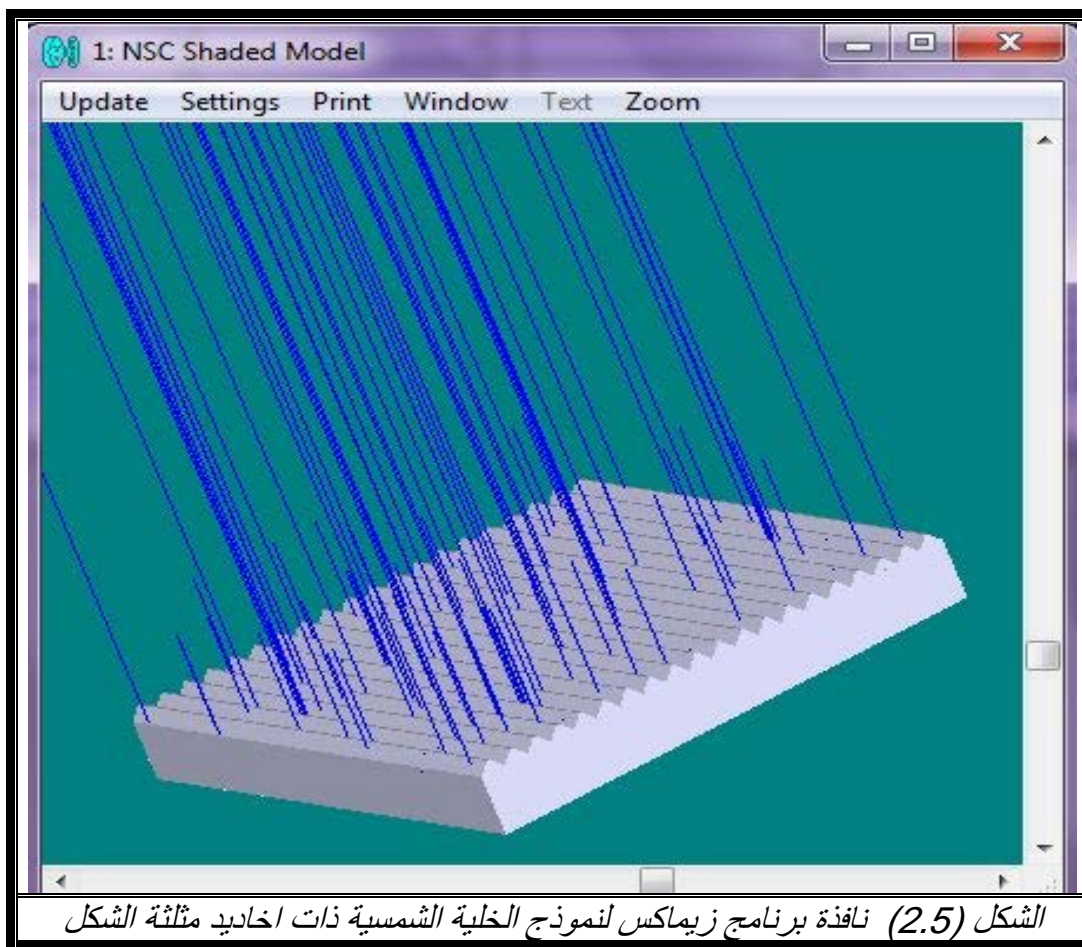 1: NSC Shaded Model
Update Settings Print Window Text Zoom
الشكل (2.5) نافذة برنامج زيماكس لنموذج الخلية الشمسية ذات اخاديد مثلثة الشكل